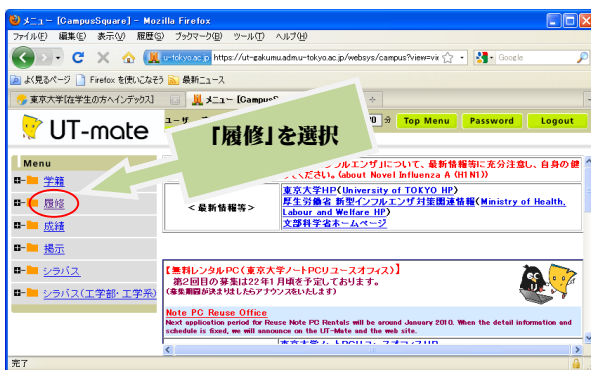 メニュー [CampusSquare] - Mozilla Firefox
ファイル(F) 編集(E) 表示(V) 履歴(S) ブックマーク(B) ツール(T) ヘルプ(H)
u-tokyo.ac.jp https://ut-gakumu.adm.u-tokyo.ac.jp/websys/campus?view=vie Google
よく見るページ Firefox を使いこなそう 最新ニュース
東京大学[在学生の方へインデックス] メニュー [CampusS
UT-mate
ユーザ
Top Menu Password Logout
「履修」を選択
Menu
学籍
履修
成績
掲示
シラバス
シラバス(工学部・工学系)
フルエンザ」について、最新情報等に充分注意し、自身の健
てください。(about Novel Influenza A (H1N1))
<最新情報等>
東京大学HP(University of TOKYO HP)
厚生労働省 新型インフルエンザ対策関連情報(Ministry of Health,
Labour and Welfare HP)
文部科学省ホームページ
【無料レンタルPC(東京大学ノートPCリユースオフィス)】
第2回目の募集は22年1月頃を予定しております。
(募集期間が決まりましたらアナウンスをいたします)
Note PC Reuse Office
Next application period for Reuse Note PC Rentals will be around January 2010. When the detail information and
schedule is fixed, we will announce on the UT-Mate and the web site.
完了